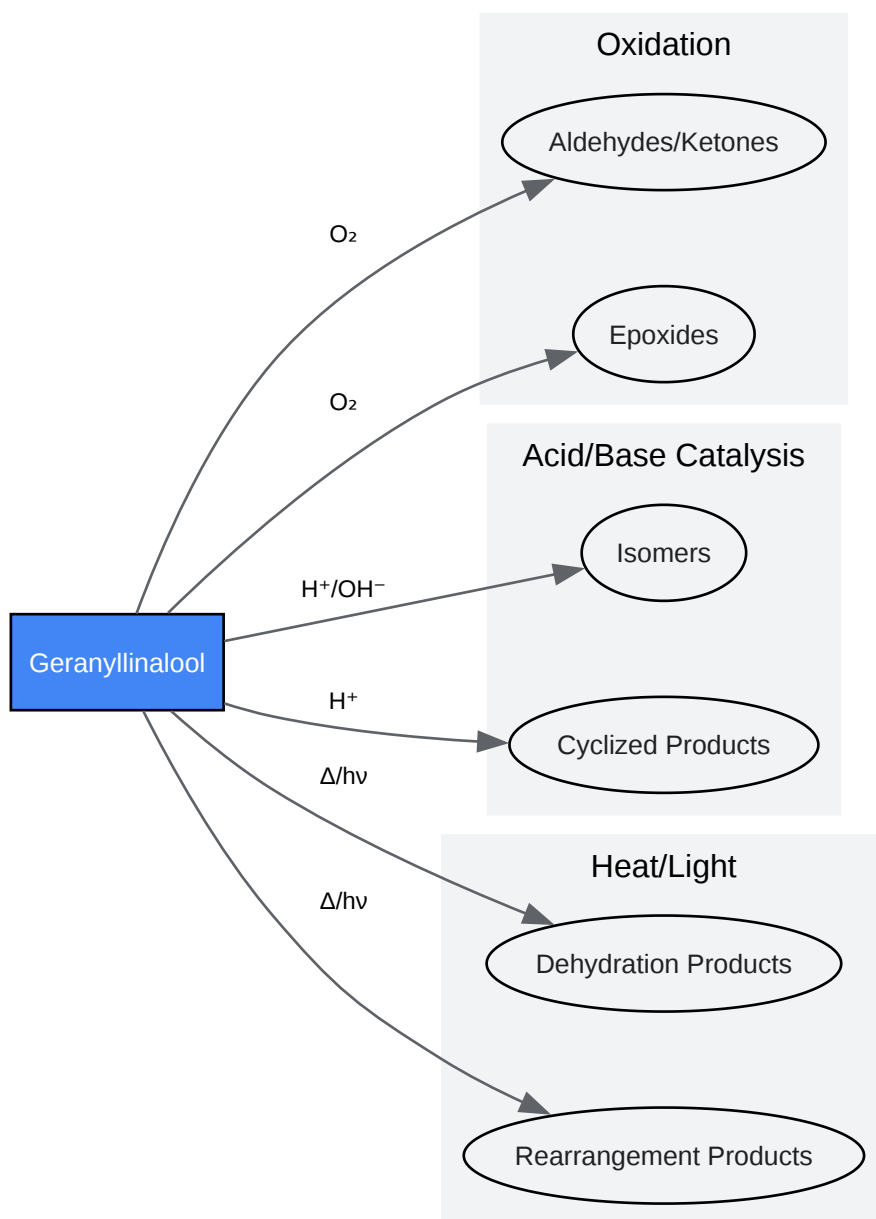 Oxidation
Aldehydes/Ketones
O₂
Epoxides
O₂
Acid/Base Catalysis
Isomers
H⁺/OH⁻
Geranyllinalool
H⁺
Cyclized Products
Δ/hν
Heat/Light
Δ/hν
Dehydration Products
Rearrangement Products